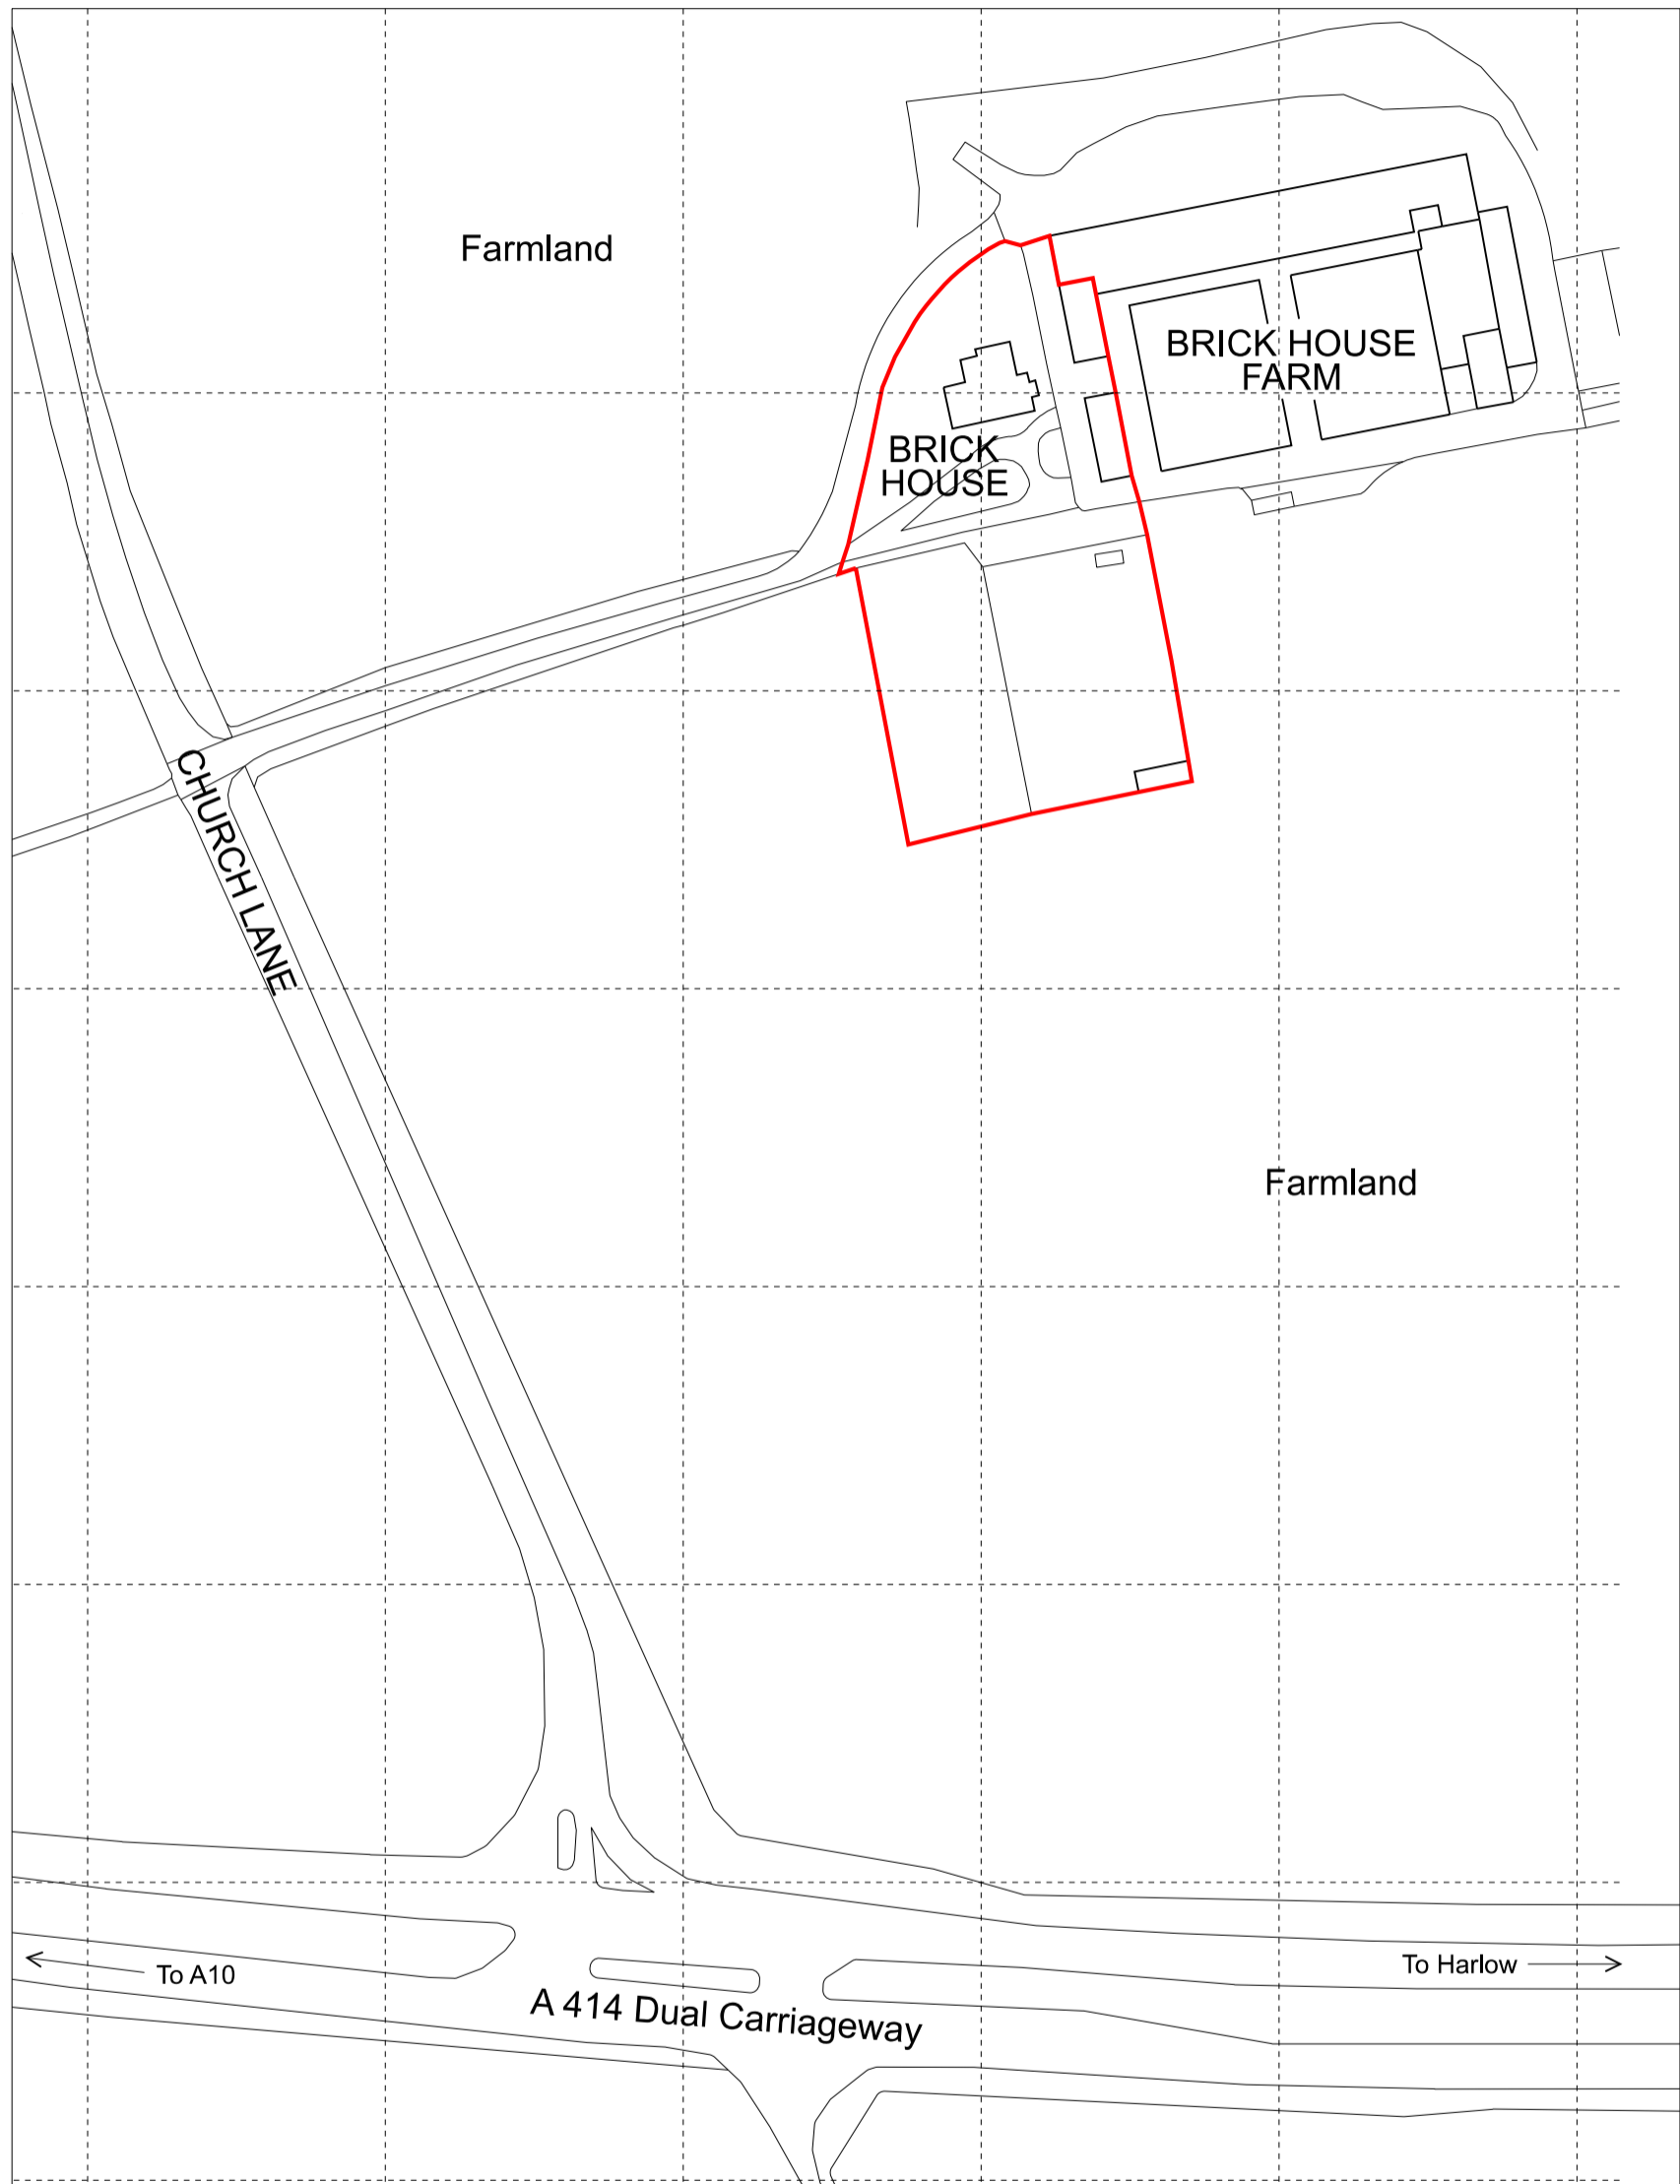 Farmland
BRICK HOUSE
FARM
BRICK
HOUSE
CHURCH LANE
Farmland
To A10
To Harlow
A 414 Dual Carriageway